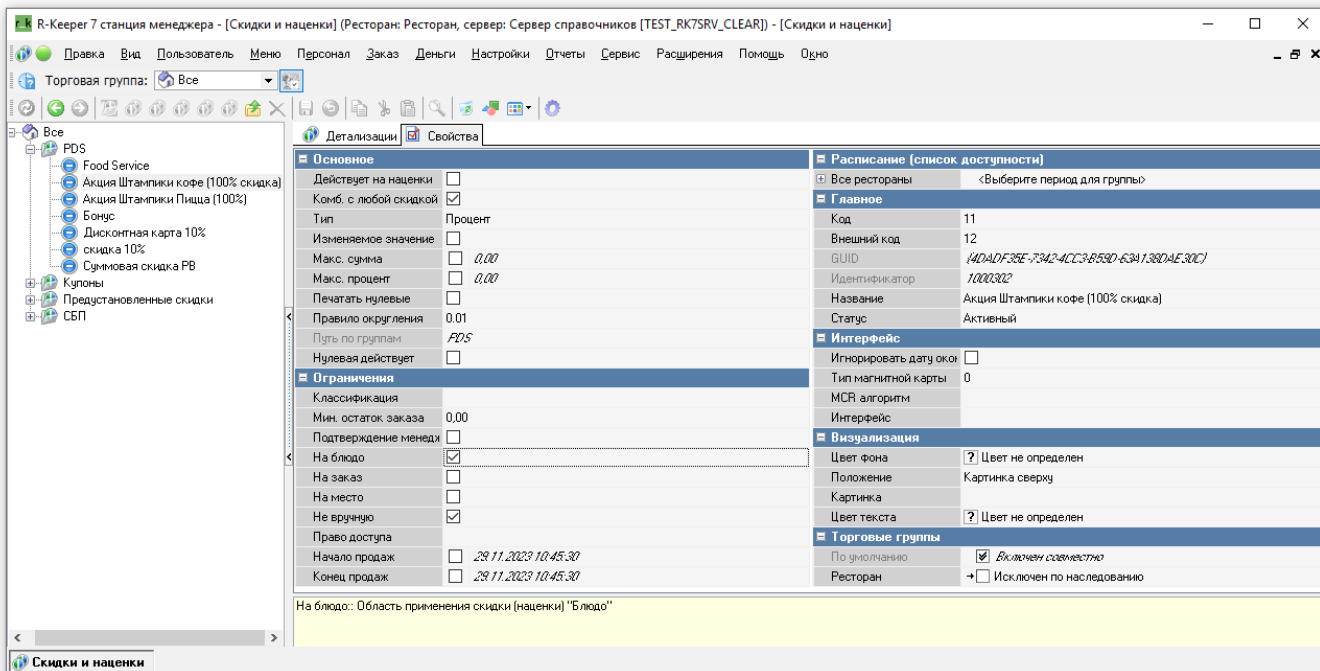 R-Keeper 7 станция менеджера - [Скидки и наценки] (Ресторан: Ресторан, сервер: Сервер справочников [TEST_RK7SRV_CLEAR]) - [Скидки и наценки]
Правка Вид Пользователь Меню Персонал Заказ Деньги Настройки Отчеты Сервис Расширения Помощь Окно
Торговая группа: Все
Все
PDS
Food Service
Акция Штампики кофе (100% скидка)
Акция Штампики Пицца (100%)
Бонус
Дисконтная карта 10%
скидка 10%
Суммовая скидка РВ
Купоны
Предустановленные скидки
СБП
Детализации Свойства
Основное
Действует на наценки
Комб. с любой скидкой
Тип Процент
Изменяемое значение
Макс. сумма 0,00
Макс. процент 0,00
Печатать нулевые
Правило округления 0.01
Путь по группам PDS
Нулевая действует
Ограничения
Классификация
Мин. остаток заказа 0,00
Подтверждение менедж
На блюдо
На заказ
На место
Не вручную
Право доступа
Начало продаж 29.11.2023 10:45:30
Конец продаж 29.11.2023 10:45:30
Расписание (список доступности)
Все рестораны <Выберите период для группы>
Главное
Код 11
Внешний код 12
GUID {4DADF35E-7342-4CC3-B59D-63A138DAE30C}
Идентификатор 1000302
Название Акция Штампики кофе (100% скидка)
Статус Активный
Интерфейс
Игнорировать дату окон
Тип магнитной карты 0
MCR алгоритм
Интерфейс
Визуализация
Цвет фона ? Цвет не определен
Положение Картинка сверху
Картинка
Цвет текста ? Цвет не определен
Торговые группы
По умолчанию Включен совместно
Ресторан Исключен по наследованию
На блюдо:: Область применения скидки (наценки) "Блюдо"
Скидки и наценки